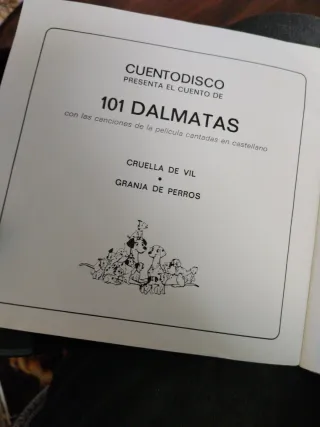 CUENTODISCO
PRESENTA EL CUENTO DE
101 DALMATAS
con las canciones de la película cantadas en castellano
CRUELLA DE VIL
•
GRANJA DE PERROS